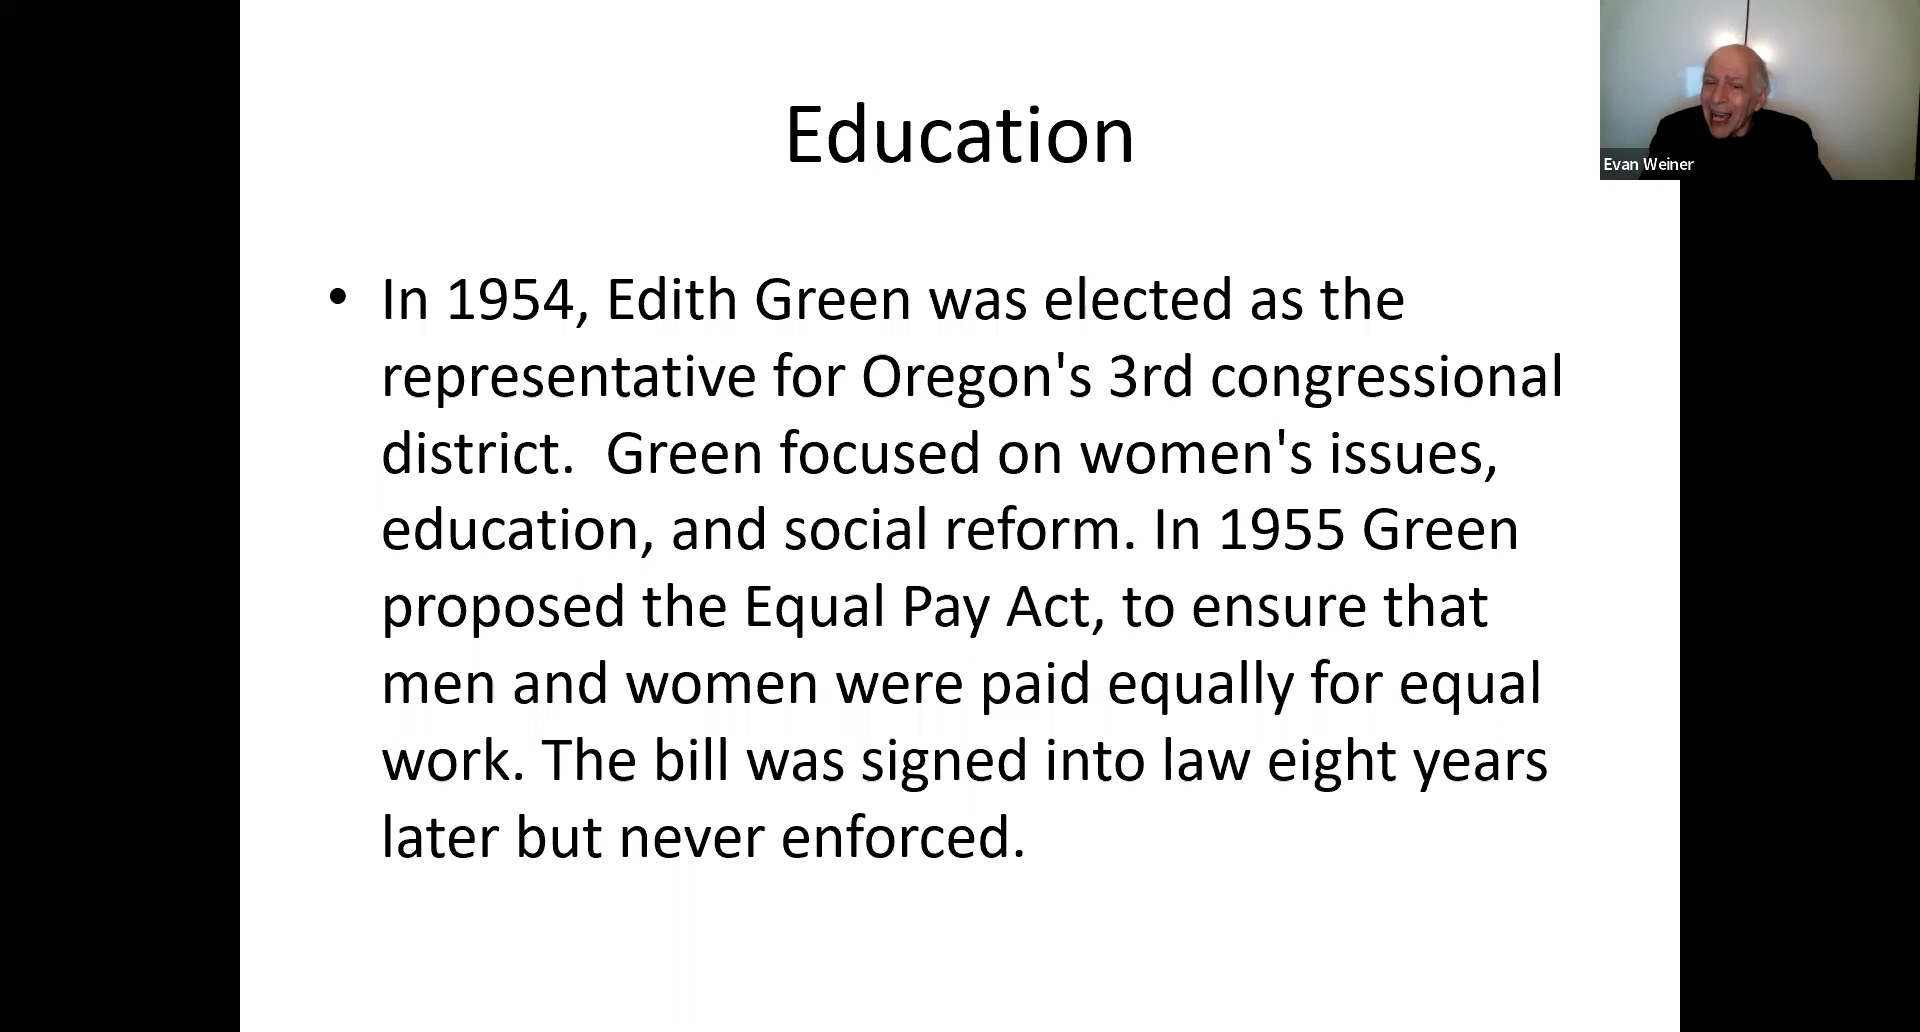 Education
Evan Weiner
• In 1954, Edith Green was elected as the
representative for Oregon's 3rd congressional
district.  Green focused on women's issues,
education, and social reform. In 1955 Green
proposed the Equal Pay Act, to ensure that
men and women were paid equally for equal
work. The bill was signed into law eight years
later but never enforced.